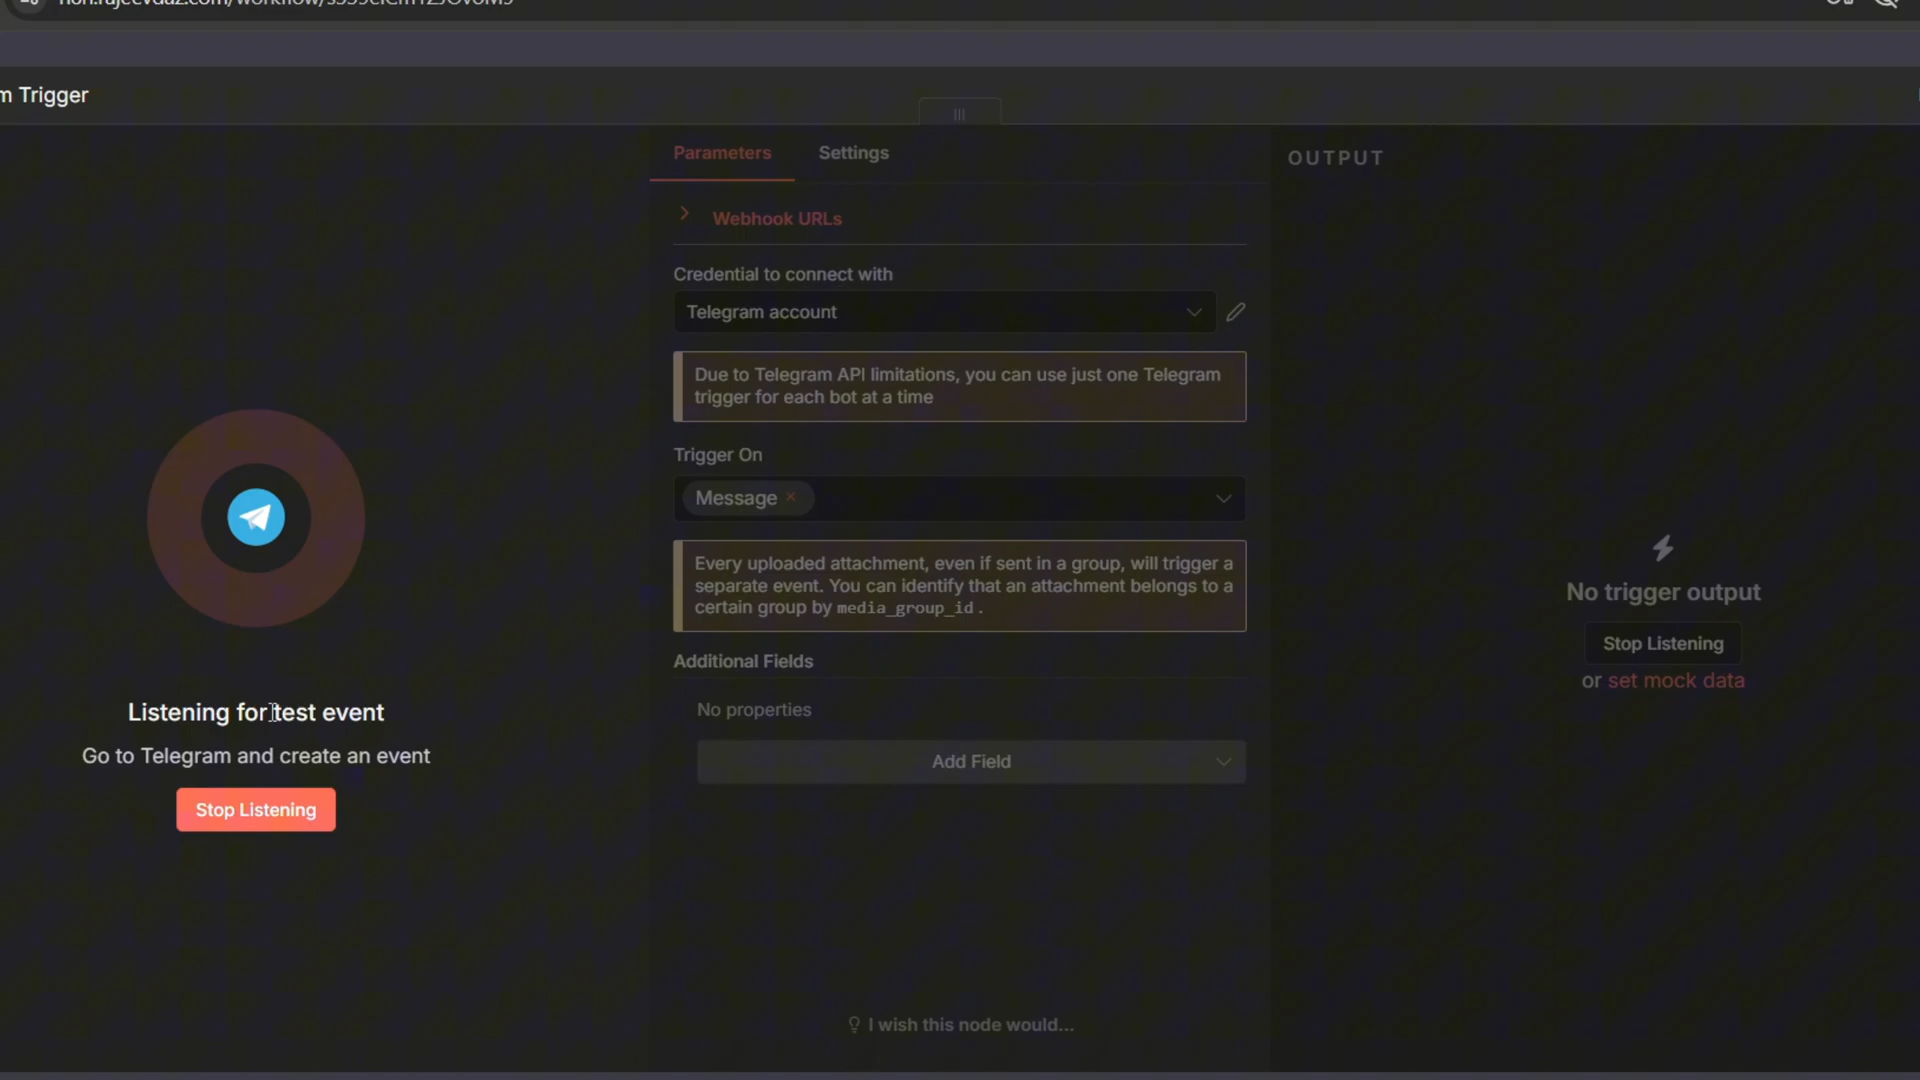 m Trigger
Parameters
Settings
OUTPUT
Webhook URLs
Credential to connect with
Telegram account
Due to Telegram API limitations, you can use just one Telegram
trigger for each bot at a time
Trigger On
Message
Every uploaded attachment, even if sent in a group, will trigger a
separate event. You can identify that an attachment belongs to a
certain group by media_group_id.
Additional Fields
No properties
Add Field
I wish this node would...
Listening for test event
Go to Telegram and create an event
Stop Listening
No trigger output
Stop Listening
or set mock data